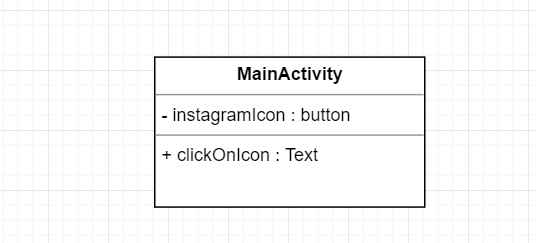 MainActivity
- instagramIcon : button
+ clickOnIcon : Text